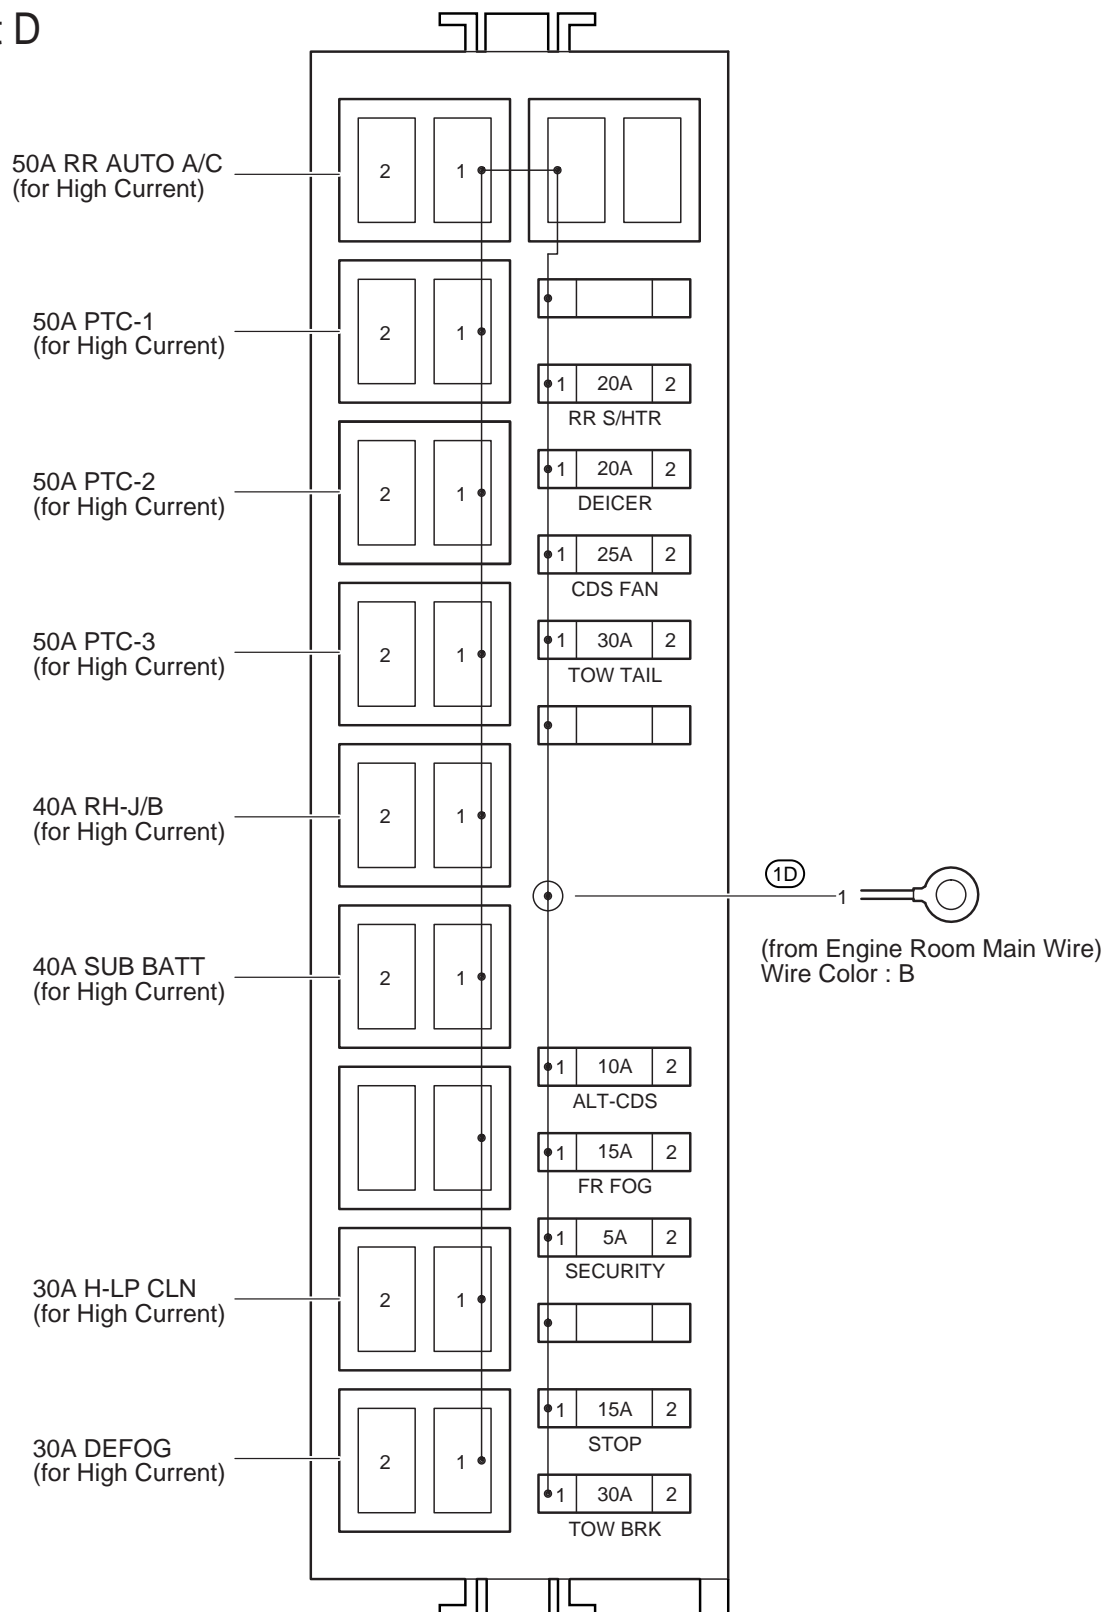 : D
50A RR AUTO A/C
(for High Current)
2 1
50A PTC-1
(for High Current)
2 1
50A PTC-2
(for High Current)
2 1
50A PTC-3
(for High Current)
2 1
40A RH-J/B
(for High Current)
2 1
40A SUB BATT
(for High Current)
2 1
30A H-LP CLN
(for High Current)
2 1
30A DEFOG
(for High Current)
2 1
1 20A 2
RR S/HTR
1 20A 2
DEICER
1 25A 2
CDS FAN
1 30A 2
TOW TAIL
1D
1
(from Engine Room Main Wire)
Wire Color : B
1 10A 2
ALT-CDS
1 15A 2
FR FOG
1 5A 2
SECURITY
1 15A 2
STOP
1 30A 2
TOW BRK